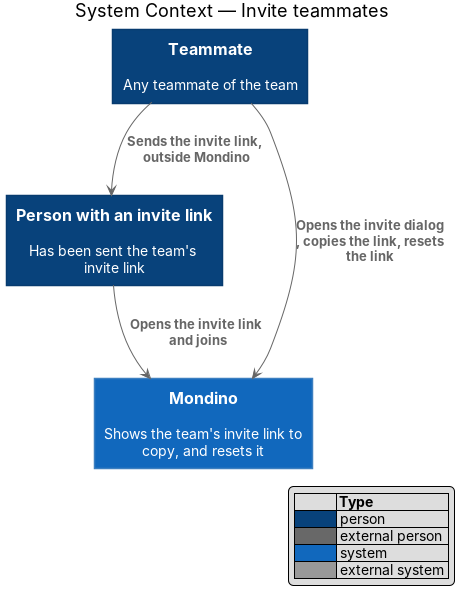 System Context — Invite teammates
Teammate
Any teammate of the team
Sends the invite link,
outside Mondino
Person with an invite link
Has been sent the team's
invite link
Opens the invite dialog
, copies the link, resets
the link
Opens the invite link
and joins
Mondino
Shows the team's invite link to
copy, and resets it
Type
person
external person
system
external system